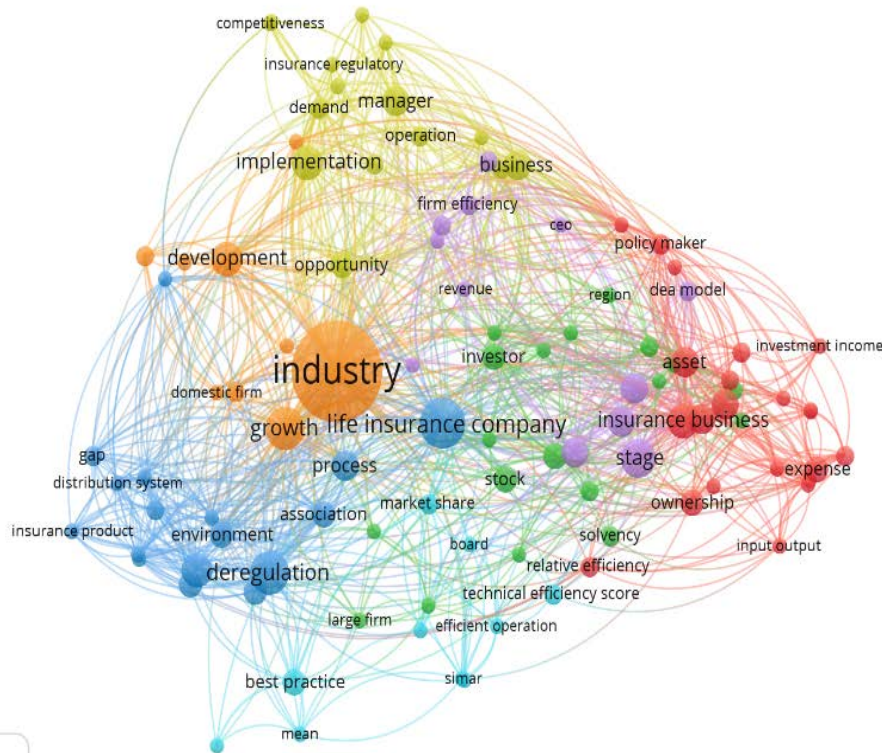 competitiveness
insurance regulatory
demand
manager
operation
implementation
business
firm efficiency
ceo
policy maker
development
opportunity
revenue
region
dea model
investor
asset
investment income
industry
domestic firm
growth
life insurance company
insurance business
gap
process
stage
expense
distribution system
stock
market share
ownership
insurance product
environment
association
board
solvency
input output
deregulation
relative efficiency
technical efficiency score
large firm
efficient operation
best practice
simar
mean